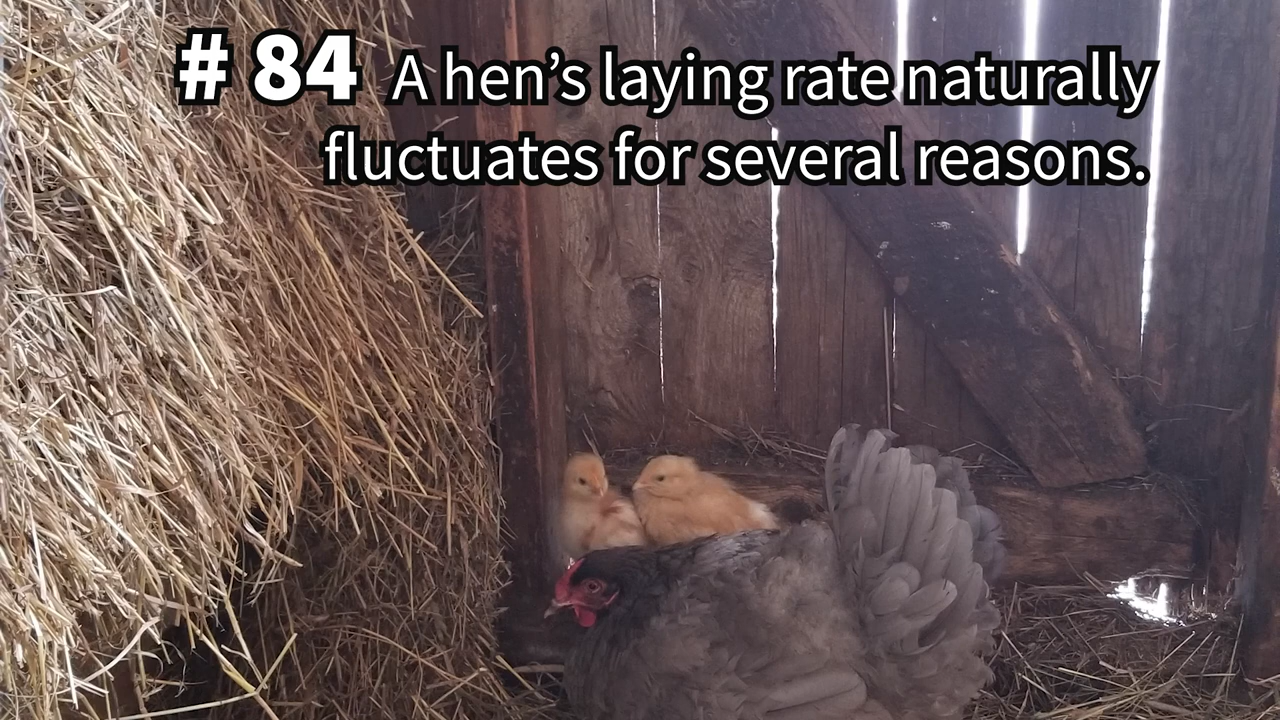 # 84 A hen’s laying rate naturally
fluctuates for several reasons.